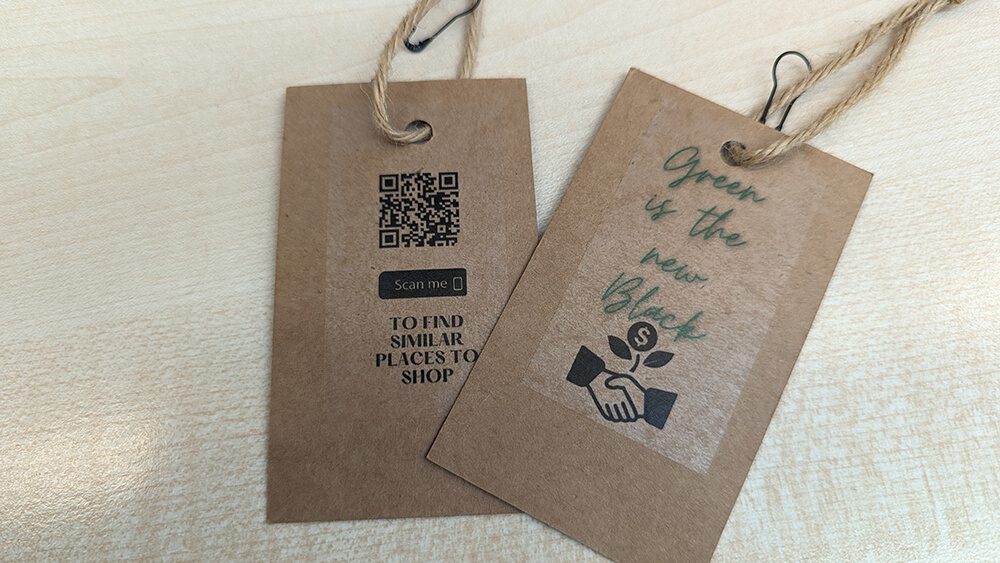 Scan me
TO FIND
SIMILAR
PLACES TO
SHOP
Green
is the
new
Black
$